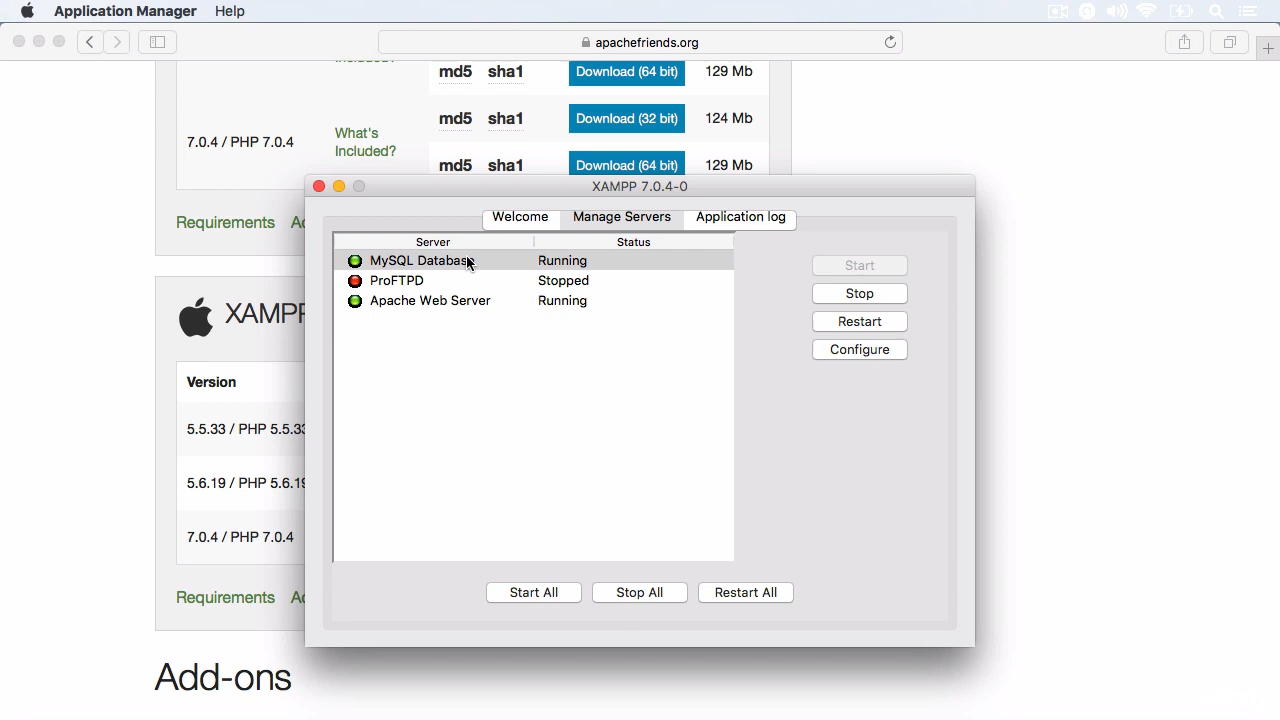 Application Manager Help
apachefriends.org
md5 sha1 Download (64 bit) 129 Mb
7.0.4 / PHP 7.0.4 What's Included? md5 sha1 Download (32 bit) 124 Mb
md5 sha1 Download (64 bit) 129 Mb
Requirements
XAMPP 7.0.4-0
Welcome Manage Servers Application log
Server Status
MySQL Database Running
ProFTPD Stopped
Apache Web Server Running
Start
Stop
Restart
Configure
Start All Stop All Restart All
XAMPP
Version
5.5.33 / PHP 5.5.33
5.6.19 / PHP 5.6.19
7.0.4 / PHP 7.0.4
Requirements
Add-ons